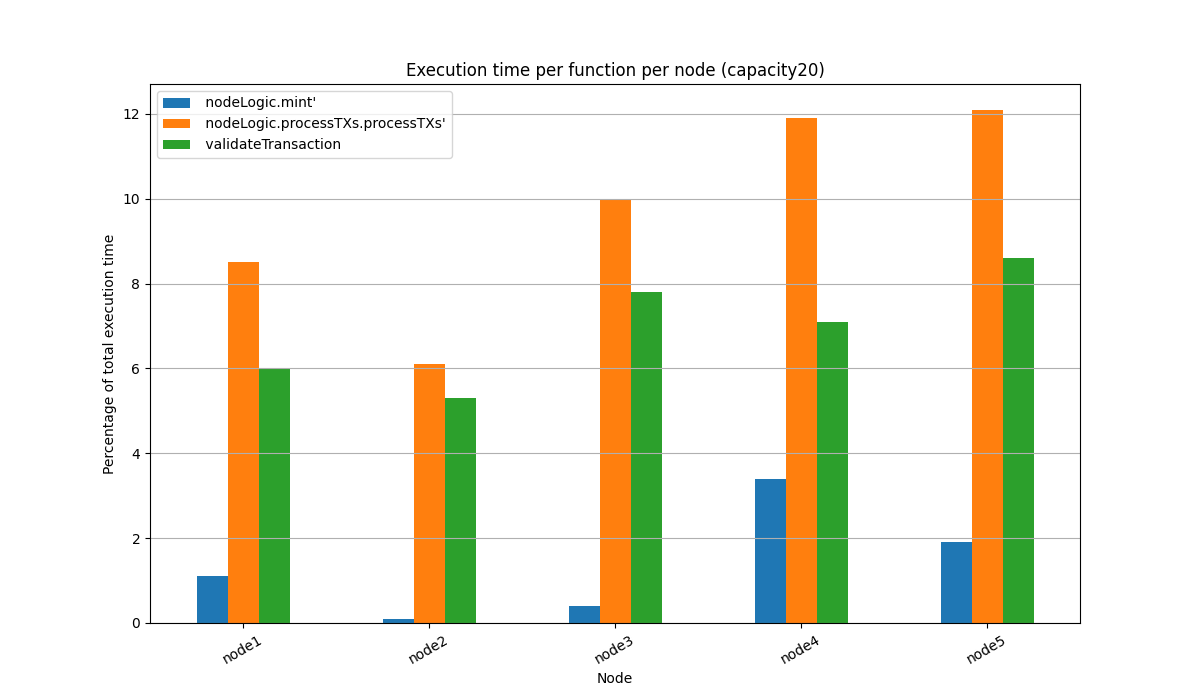 Execution time per function per node (capacity20)
nodeLogic.mint'
nodeLogic.processTXs.processTXs'
validateTransaction
Percentage of total execution time
12
10
8
6
4
2
0
node1
node2
node3
node4
node5
Node